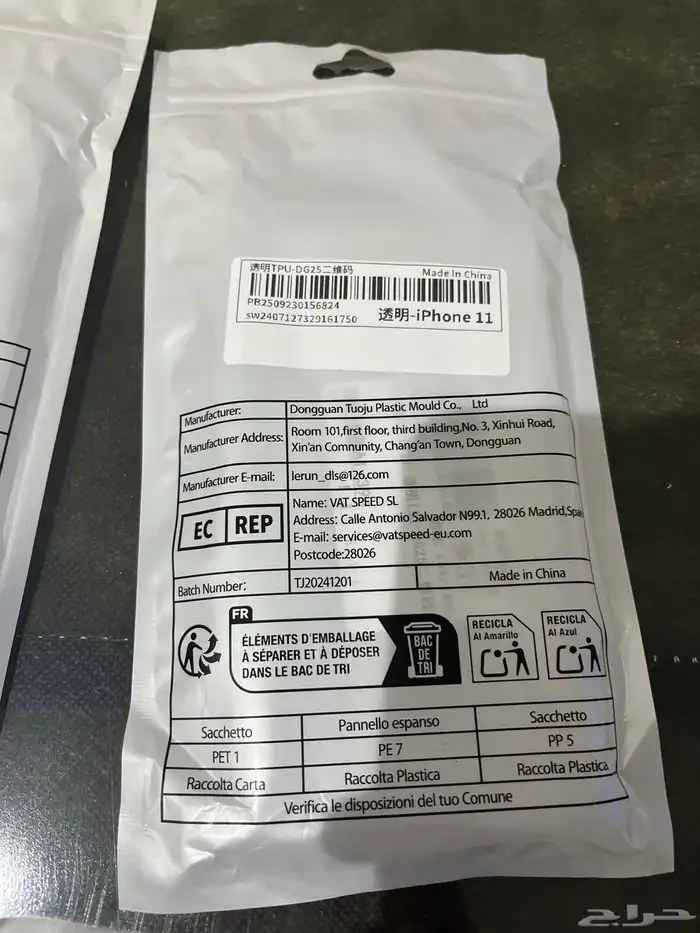 透明TPU-DG25二维码
Made In China
PB2509230156824
sw2407127329161750
透明-iPhone 11
Manufacturer:
Dongguan Tuoju Plastic Mould Co., Ltd
Manufacturer Address:
Room 101,first floor, third building,No. 3, Xinhui Road,
Xin'an Comnunity, Chang'an Town, Dongguan
Manufacturer E-mail:
lerun_dls@126.com
EC REP
Name: VAT SPEED SL
Address: Calle Antonio Salvador N99.1, 28026 Madrid,Spain
E-mail: services@vatspeed-eu.com
Postcode:28026
Batch Number:
TJ20241201
Made in China
FR
ÉLÉMENTS D'EMBALLAGE
À SÉPARER ET À DÉPOSER
DANS LE BAC DE TRI
BAC
DE
TRI
RECICLA
Al Amarillo
RECICLA
Al Azul
Sacchetto
Pannello espanso
Sacchetto
PET 1
PE 7
PP 5
Raccolta Carta
Raccolta Plastica
Raccolta Plastica
Verifica le disposizioni del tuo Comune
حراج